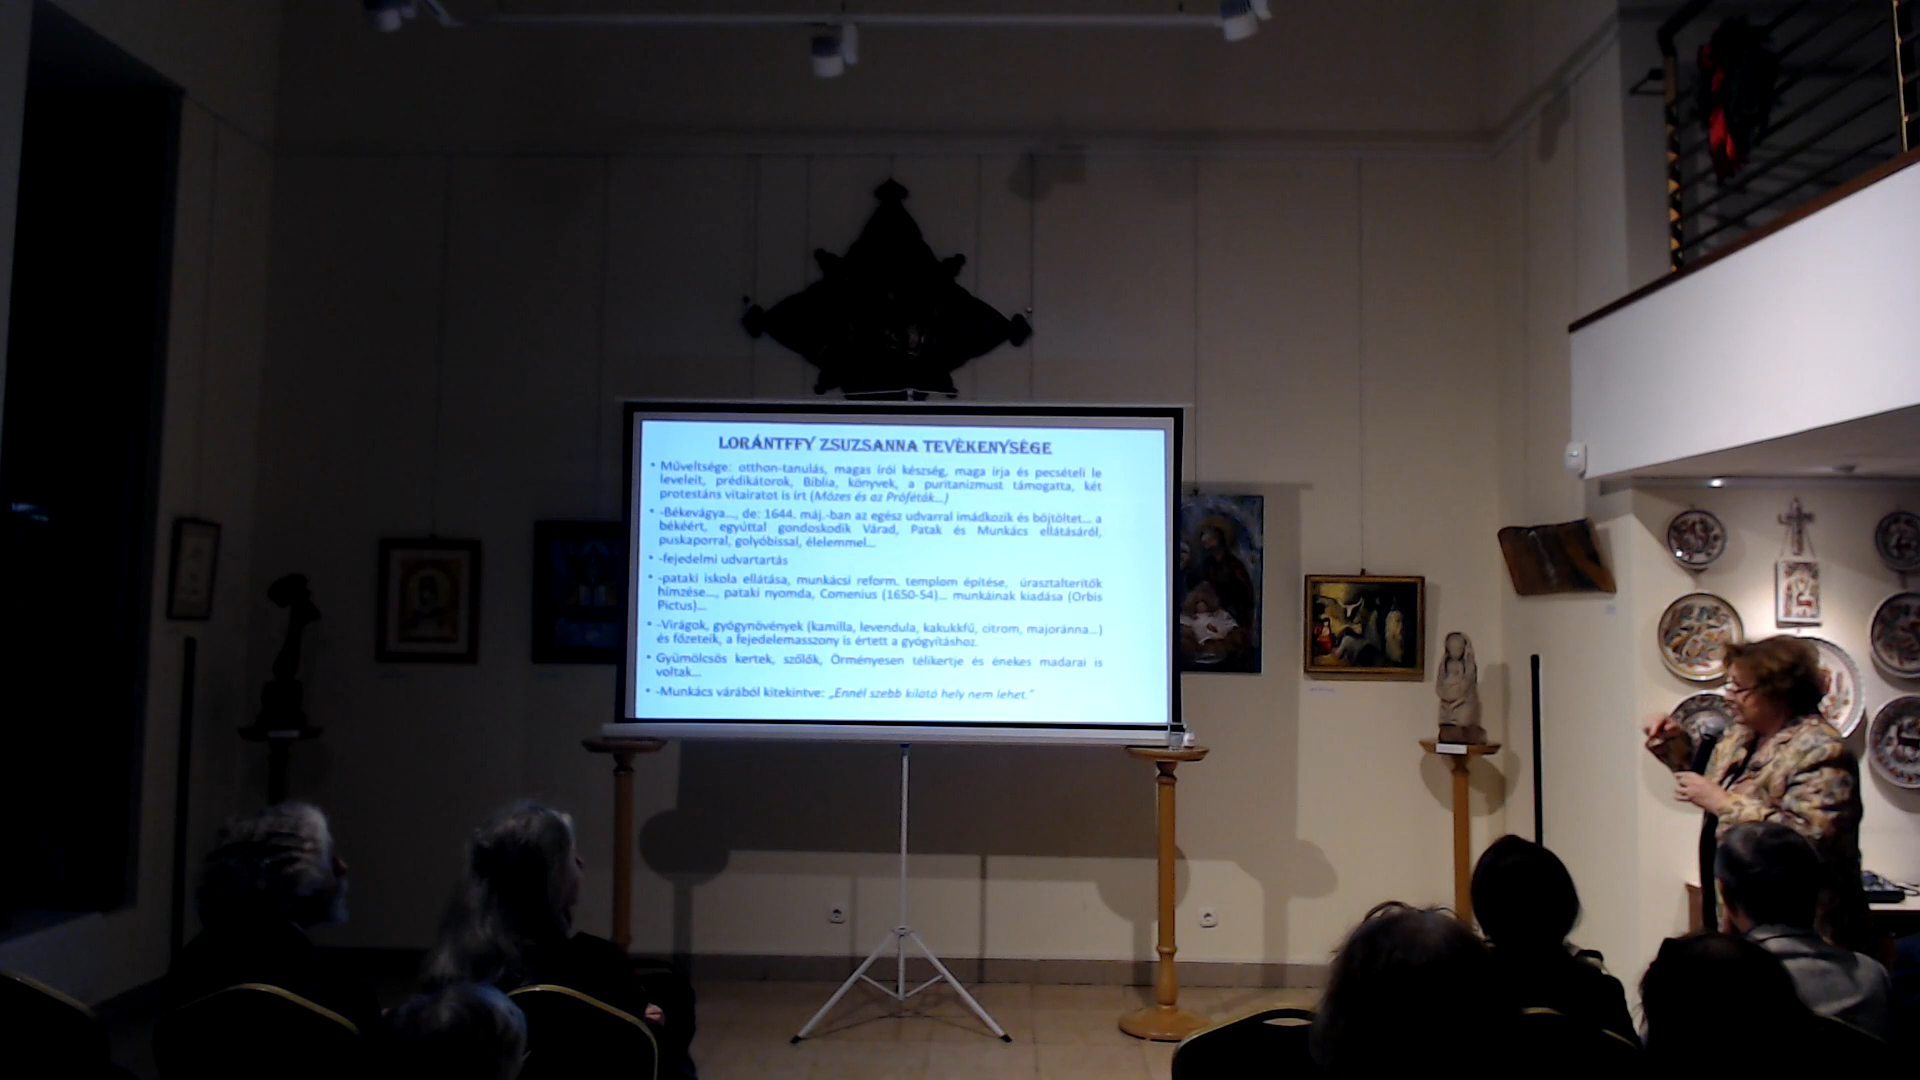 LORÁNTFFY ZSUZSANNA TEVÉKENYSÉGE
• Műveltsége: otthon-tanulás, magas írói készség, maga írja és pecsételi le
leveleit, prédikátorok, Biblia, könyvek, a puritanizmust támogatta, két
protestáns vitairatot is írt (Mózes és az Próféták...)
• -Békevágya..., de: 1644. máj.-ban az egész udvarral imádkozik és böjtöltet... a
békéért, egyúttal gondoskodik Várad, Patak és Munkács ellátásáról,
puskaporral, golyóbissal, élelemmel...
• -fejedelmi udvartartás
• -pataki iskola ellátása, munkácsi reform. templom építése, úrasztalterítők
hímzése..., pataki nyomda, Comenius (1650-54)... munkáinak kiadása (Orbis
Pictus)...
• -Virágok, gyógynövények (kamilla, levendula, kakukkfű, citrom, majoránna...)
és főzeteik, a fejedelemasszony is értett a gyógyításhoz.
• Gyümölcsös kertek, szőlők, Örményesen télikertje és énekes madarai is
voltak...
• -Munkács várából kitekintve: „Ennél szebb kilátó hely nem lehet."